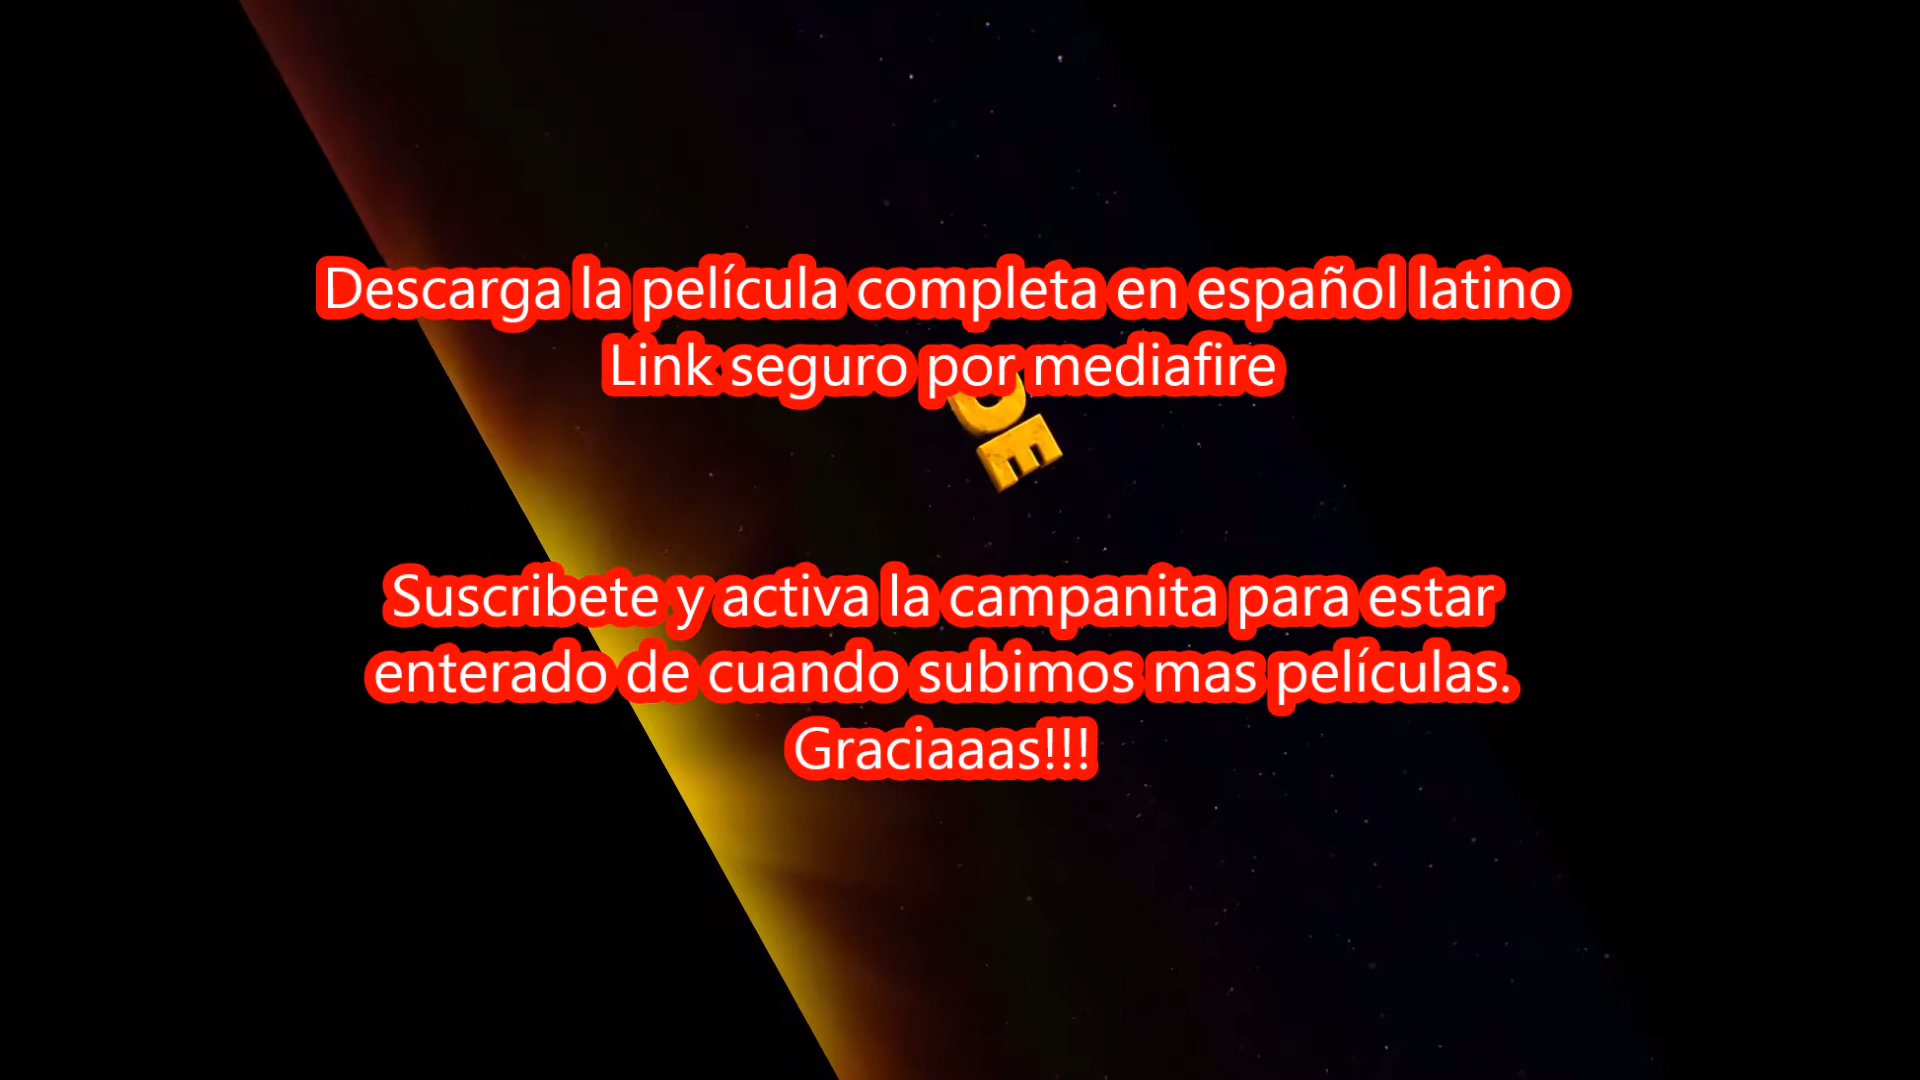 Descarga la película completa en español latino
Link seguro por mediafire
DE
Suscribete y activa la campanita para estar
enterado de cuando subimos mas películas.
Graciaaas!!!